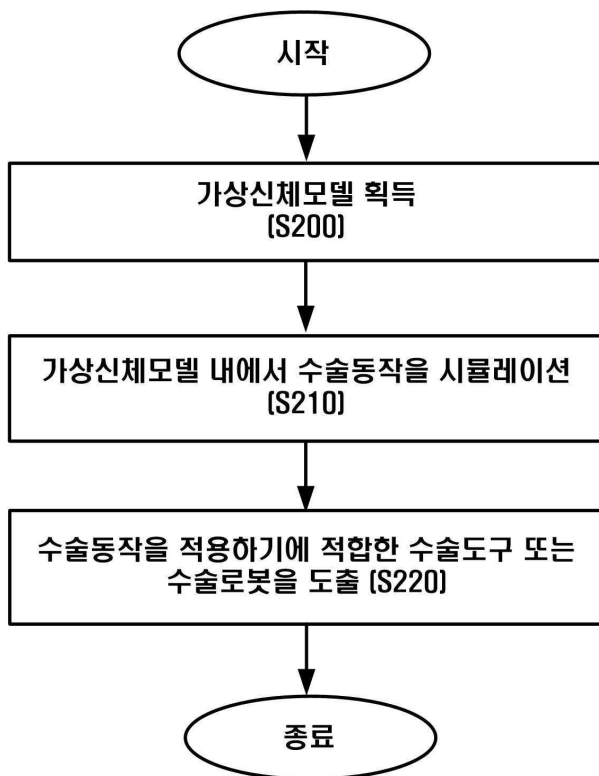 시작
가상신체모델 획득
(S200)
가상신체모델 내에서 수술동작을 시뮬레이션
(S210)
수술동작을 적용하기에 적합한 수술도구 또는
수술로봇을 도출 (S220)
종료